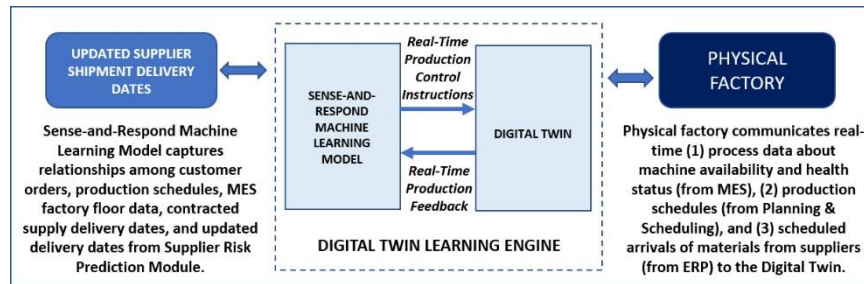 UPDATED SUPPLIER
SHIPMENT DELIVERY
DATES
Sense-and-Respond Machine
Learning Model captures
relationships among customer
orders, production schedules, MES
factory floor data, contracted
supply delivery dates, and updated
delivery dates from Supplier Risk
Prediction Module.
SENSE-AND-
RESPOND
MACHINE
LEARNING
MODEL
Real-Time
Production
Control
Instructions
Real-Time
Production
Feedback
DIGITAL TWIN
DIGITAL TWIN LEARNING ENGINE
PHYSICAL
FACTORY
Physical factory communicates real-
time (1) process data about
machine availability and health
status (from MES), (2) production
schedules (from Planning &
Scheduling), and (3) scheduled
arrivals of materials from suppliers
(from ERP) to the Digital Twin.